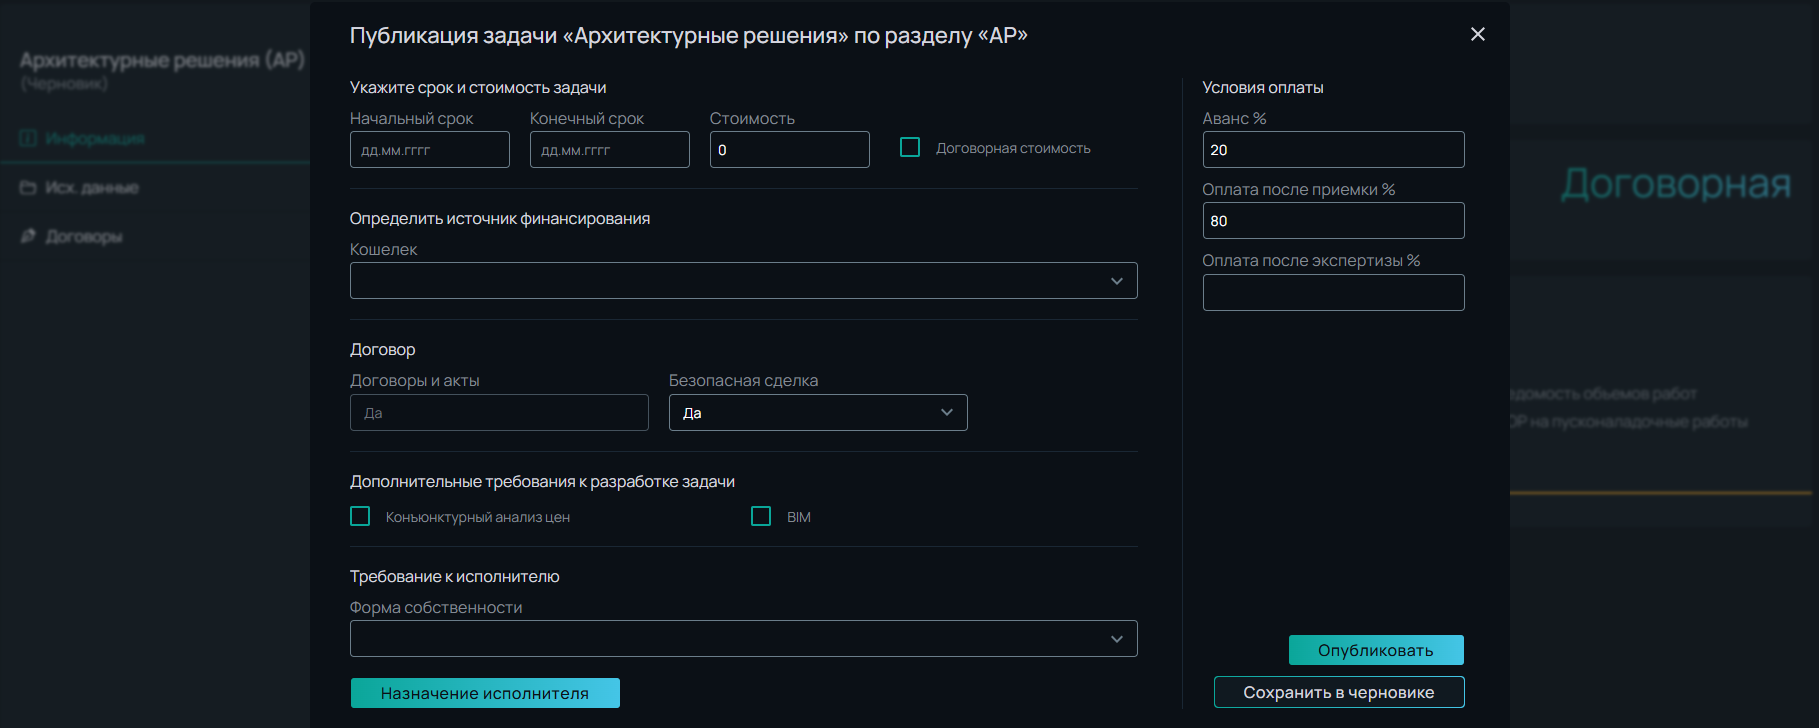 Архитектурные решения (АР)
(Черновик)
Информация
Исх. данные
Договоры
Публикация задачи «Архитектурные решения» по разделу «АР»
Укажите срок и стоимость задачи
Начальный срок
Конечный срок
Стоимость
дд.мм.гггг
дд.мм.гггг
0
Договорная стоимость
Определить источник финансирования
Кошелек
Договор
Договоры и акты
Безопасная сделка
Да
Да
Дополнительные требования к разработке задачи
Конъюнктурный анализ цен
BIM
Требование к исполнителю
Форма собственности
Назначение исполнителя
Условия оплаты
Аванс %
20
Оплата после приемки %
80
Оплата после экспертизы %
Опубликовать
Сохранить в черновике
Договорная
объемов работ
на пусконаладочные работы